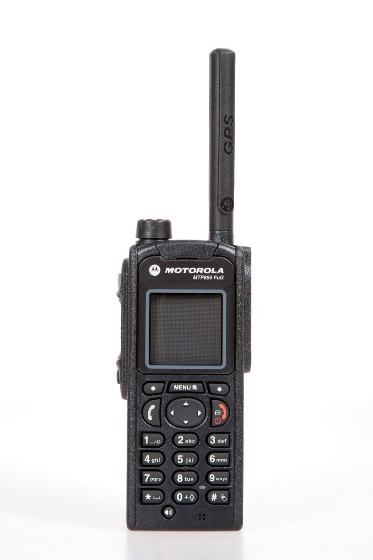 GPS
MOTOROLA
MTP850 FuG
MENU
1 .,?
2 abc
3 def
4 ghi
5 jkl
6 mno
7 pqrs
8 tuv
9 wxyz
*
0 +
#